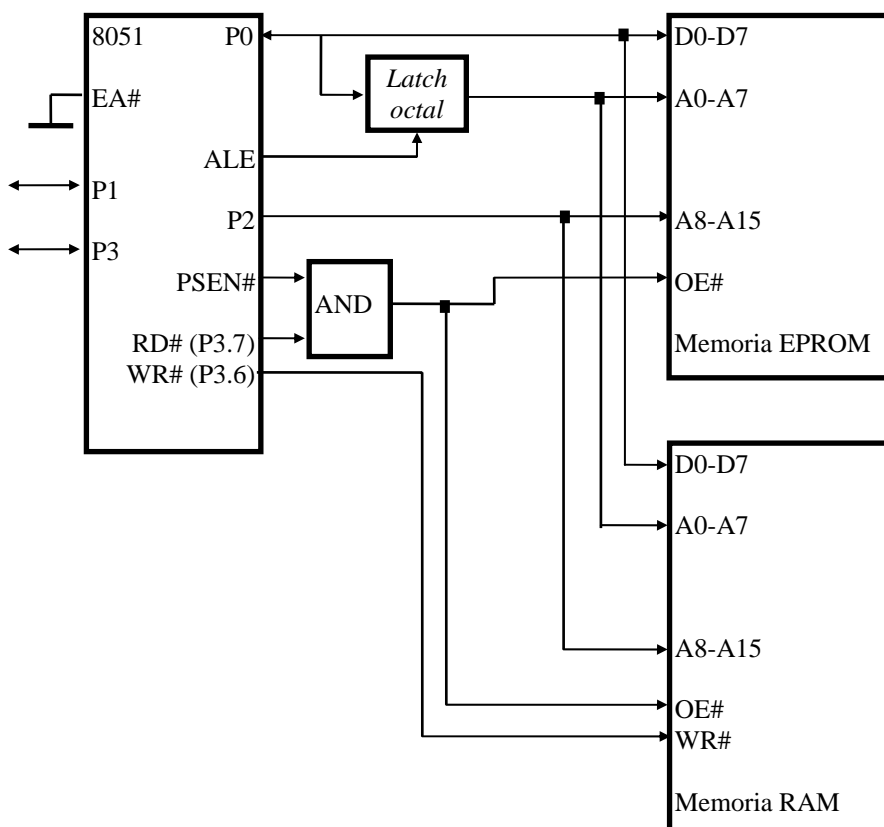 8051
P0
EA#
ALE
P1
P2
P3
PSEN#
RD# (P3.7)
WR# (P3.6)
Latch
octal
AND
D0-D7
A0-A7
A8-A15
OE#
Memoria EPROM
D0-D7
A0-A7
A8-A15
OE#
WR#
Memoria RAM